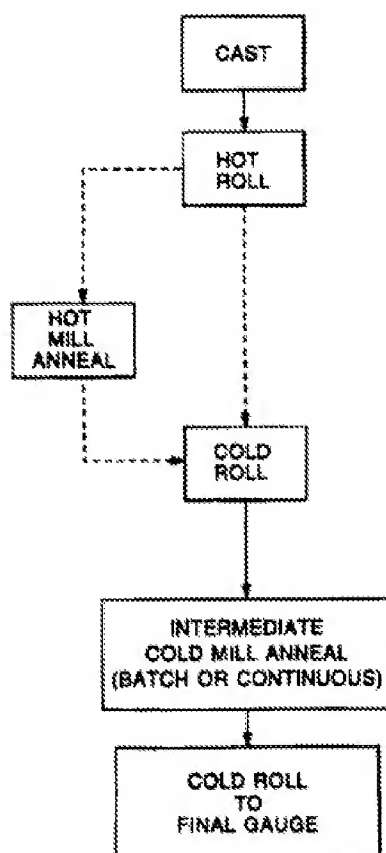 CAST
HOT
ROLL
HOT
MILL
ANNEAL
COLD
ROLL
INTERMEDIATE
COLD MILL ANNEAL
(BATCH OR CONTINUOUS)
COLD ROLL
TO
FINAL GAUGE